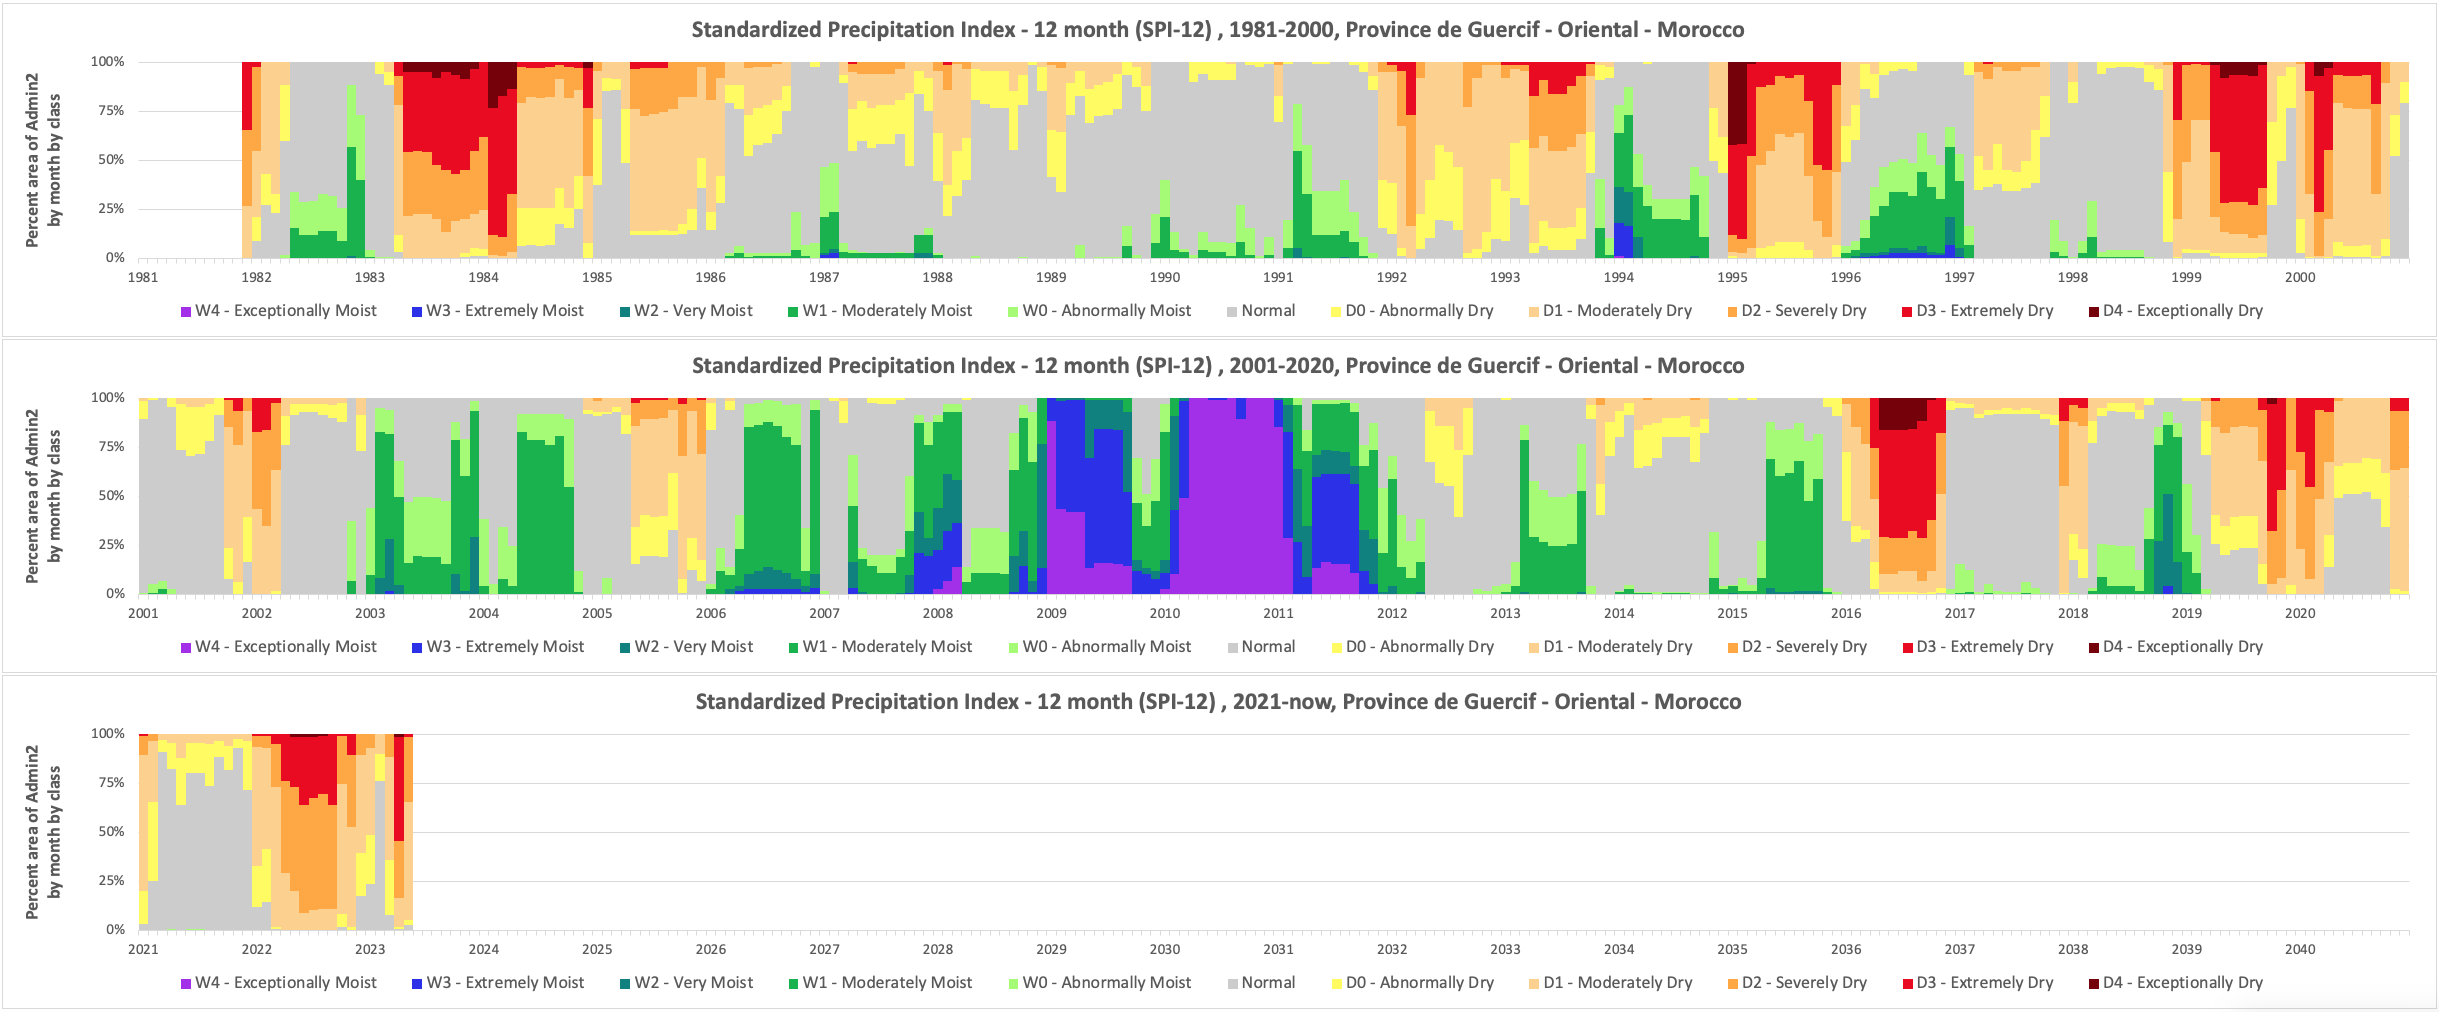 Standardized Precipitation Index - 12 month (SPI-12) , 1981-2000, Province de Guercif - Oriental - Morocco
Percent area of Admin2
by month by class
100%
75%
50%
25%
0%
1981 1982 1983 1984 1985 1986 1987 1988 1989 1990 1991 1992 1993 1994 1995 1996 1997 1998 1999 2000
W4 - Exceptionally Moist W3 - Extremely Moist W2 - Very Moist W1 - Moderately Moist W0 - Abnormally Moist Normal D0 - Abnormally Dry D1 - Moderately Dry D2 - Severely Dry D3 - Extremely Dry D4 - Exceptionally Dry
Standardized Precipitation Index - 12 month (SPI-12) , 2001-2020, Province de Guercif - Oriental - Morocco
Percent area of Admin2
by month by class
100%
75%
50%
25%
0%
2001 2002 2003 2004 2005 2006 2007 2008 2009 2010 2011 2012 2013 2014 2015 2016 2017 2018 2019 2020
W4 - Exceptionally Moist W3 - Extremely Moist W2 - Very Moist W1 - Moderately Moist W0 - Abnormally Moist Normal D0 - Abnormally Dry D1 - Moderately Dry D2 - Severely Dry D3 - Extremely Dry D4 - Exceptionally Dry
Standardized Precipitation Index - 12 month (SPI-12) , 2021-now, Province de Guercif - Oriental - Morocco
Percent area of Admin2
by month by class
100%
75%
50%
25%
0%
2021 2022 2023 2024 2025 2026 2027 2028 2029 2030 2031 2032 2033 2034 2035 2036 2037 2038 2039 2040
W4 - Exceptionally Moist W3 - Extremely Moist W2 - Very Moist W1 - Moderately Moist W0 - Abnormally Moist Normal D0 - Abnormally Dry D1 - Moderately Dry D2 - Severely Dry D3 - Extremely Dry D4 - Exceptionally Dry